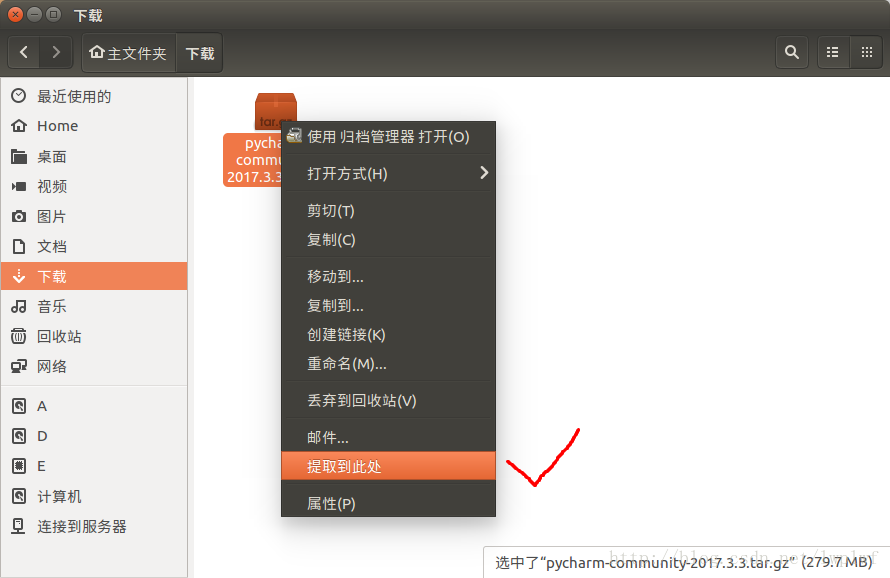 下载
主文件夹
下载
最近使用的
Home
桌面
视频
图片
文档
下载
音乐
回收站
网络
A
D
E
计算机
连接到服务器
tar.gz
pycha
commu
2017.3.3
使用 归档管理器 打开(O)
打开方式(H)
剪切(T)
复制(C)
移动到...
复制到...
创建链接(K)
重命名(M)...
丢弃到回收站(V)
邮件...
提取到此处
属性(P)
选中了“pycharm-community-2017.3.3.tar.gz” (279.7 MB)